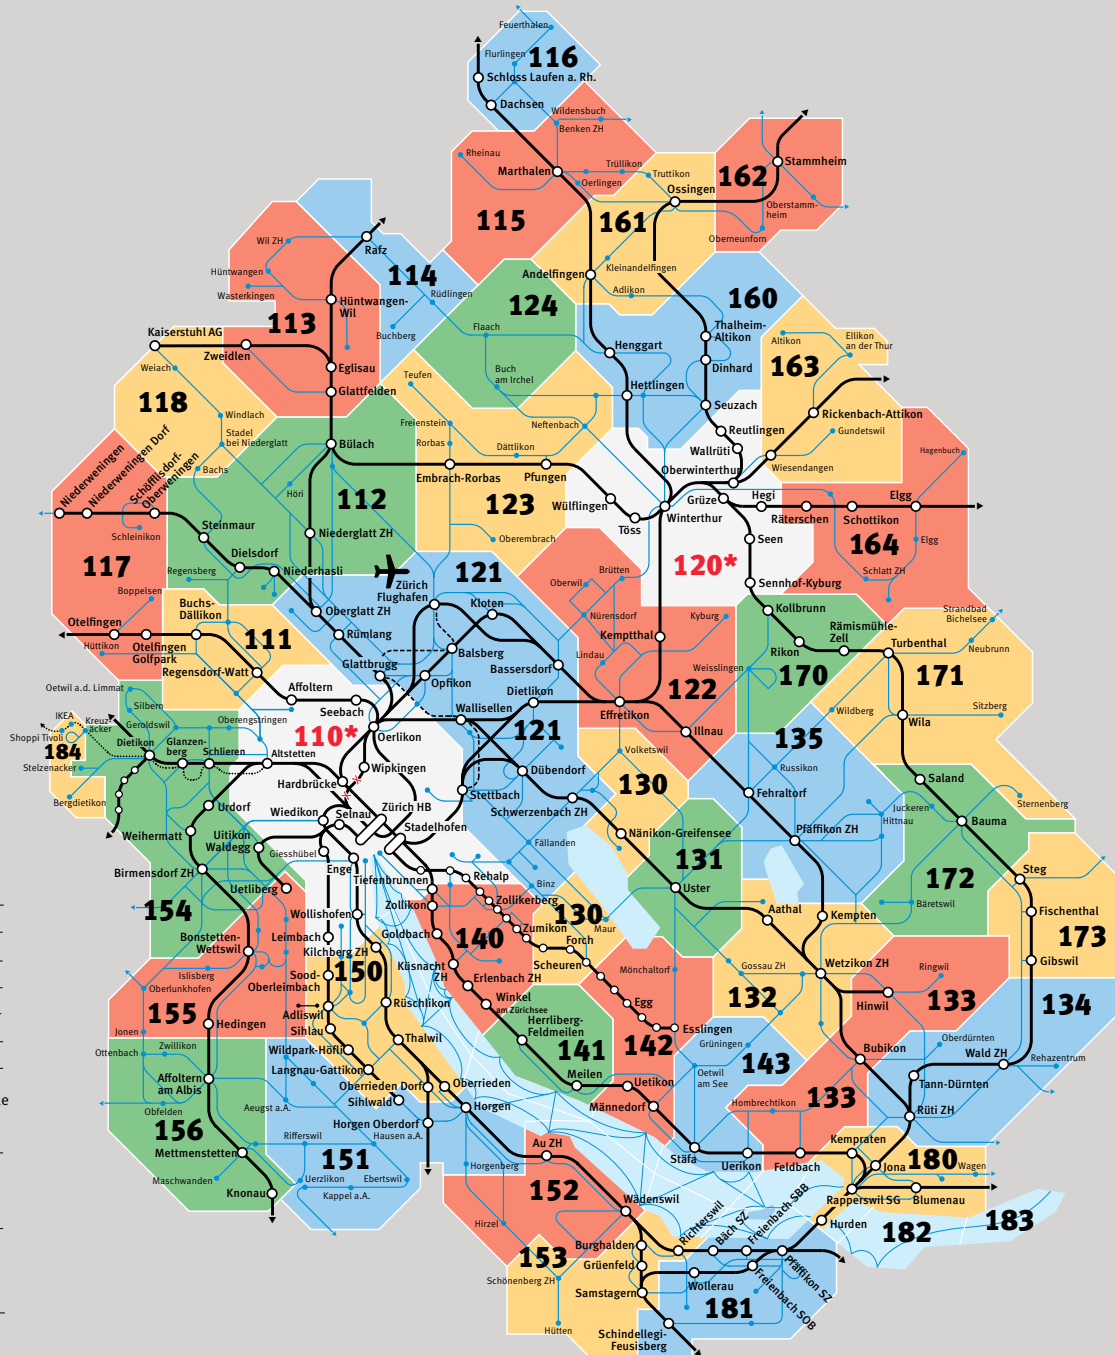 Feuerthalen
Flurlingen
116
Schloss Laufen a. Rh.
Dachsen
Wildensbuch
Benken ZH
Rheinau
Marthalen
Trüllikon
Truttikon
Oerlingen
Ossingen
162
Stammheim
Oberstamm-
heim
Oberneunforn
115
161
Wil ZH
Rafz
Hüntwangen
Wasterkingen
114
Rüdlingen
Andelfingen
Kleinandelfingen
Adlikon
160
Hüntwangen-
Wil
124
113
Buchberg
Flaach
Thalheim-
Altikon
Altikon
Ellikon
an der Thur
Kaiserstuhl AG
Zweidlen
Henggart
163
Weiach
Eglisau
Teufen
Buch
am Irchel
Dinhard
Glattfelden
Hettlingen
118
Windlach
Freienstein
Neftenbach
Seuzach
Rickenbach-Attikon
Stadel
bei Niederglatt
Bülach
Rorbas
Dättlikon
Reutlingen
Gundetswil
Wallrüti
Hagenbuch
Niederweningen
Niederweningen Dorf
Schöfflisdorf-
Oberweningen
Bachs
Embrach-Rorbas
Pfungen
Oberwinterthur
Wiesendangen
Höri
112
123
Wülflingen
Grüze
Hegi
Elgg
Töss
Winterthur
Räterschen
Schottikon
Schleinikon
Steinmaur
Niederglatt ZH
Oberembrach
Seen
164
Elgg
117
Dielsdorf
Regensberg
Niederhasli
121
120*
Schlatt ZH
Zürich
Flughafen
Brütten
Oberwil
Sennhof-Kyburg
Boppelsen
Buchs-
Dällikon
Oberglatt ZH
Kloten
Nürensdorf
Kyburg
Kollbrunn
Strandbad
Bichelsee
Otelfingen
Rümlang
Kemptthal
Rämismühle-
Zell
Turbenthal
Neubrunn
Hüttikon
Otelfingen
Golfpark
111
Balsberg
Lindau
Rikon
Regensdorf-Watt
Glattbrugg
Bassersdorf
Weisslingen
170
171
Opfikon
122
Oetwil a.d. Limmat
Affoltern
Dietlikon
Silbern
Seebach
Wallisellen
Effretikon
Wildberg
Sitzberg
IKEA
Kreuz-
äcker
Geroldswil
Oberengstringen
Wila
Shoppi Tivoli
110*
Oerlikon
121
Illnau
135
184
Dietikon
Glanzen-
berg
Schlieren
Altstetten
Volketswil
Stelzenacker
Wipkingen
Dübendorf
Russikon
Hardbrücke
130
Saland
Bergdietikon
Stettbach
Fehraltorf
Sternenberg
Urdorf
Wiedikon
Selnau
Zürich HB
Schwerzenbach ZH
Juckeren
Hittnau
Bauma
Weihermatt
Uitikon
Waldegg
Stadelhofen
Nänikon-Greifensee
Pfäffikon ZH
Giesshübel
Fällanden
131
Enge
Tiefenbrunnen
Rehalp
Birmensdorf ZH
Steg
Uetliberg
Binz
Uster
172
154
Zollikon
Zollikerberg
Wollishofen
130
Bäretswil
Zumikon
Maur
Aathal
Kempten
Fischenthal
Leimbach
Goldbach
140
Forch
173
Bonstetten-
Wettswil
Kilchberg ZH
150
Scheuren
Gibswil
Islisberg
Sood-
Oberleimbach
Küsnacht
ZH
Mönchaltorf
Gossau ZH
Wetzikon ZH
Ringwil
Oberlunkhofen
Erlenbach ZH
132
Hinwil
133
134
155
Adliswil
Rüschlikon
Winkel
am Zürichsee
Egg
Jonen
Hedingen
Sihlau
Herrliberg-
Feldmeilen
Esslingen
Ottenbach
Zwillikon
Wildpark-Höfli
Thalwil
141
142
Grüningen
Oberdürnten
Bubikon
Wald ZH
Rehazentrum
Affoltern
am Albis
Langnau-Gattikon
143
Meilen
Oetwil
am See
Tann-Dürnten
Oberrieden Dorf
Oberrieden
Uetikon
Obfelden
Aeugst a.A.
Sihlwald
Horgen
Männedorf
Hombrechtikon
133
Rüti ZH
156
Rifferswil
Horgen Oberdorf
Hausen a.A.
Au ZH
Kempraten
Mettmenstetten
151
Horgenberg
Stäfa
Uerikon
Feldbach
Jona
180
Wagen
Maschwanden
Uerzlikon
Kappel a.A.
Ebertswil
152
Knonau
Wädenswil
Rapperswil SG
Blumenau
Hirzel
Richterswil
Bäch SZ
Freienbach SBB
Hurden
182
183
Burghalden
153
Grüenfeld
Schönenberg ZH
Pfäffikon SZ
Samstagern
Wollerau
Freienbach SOB
181
Hütten
Schindellegi-
Feusisberg